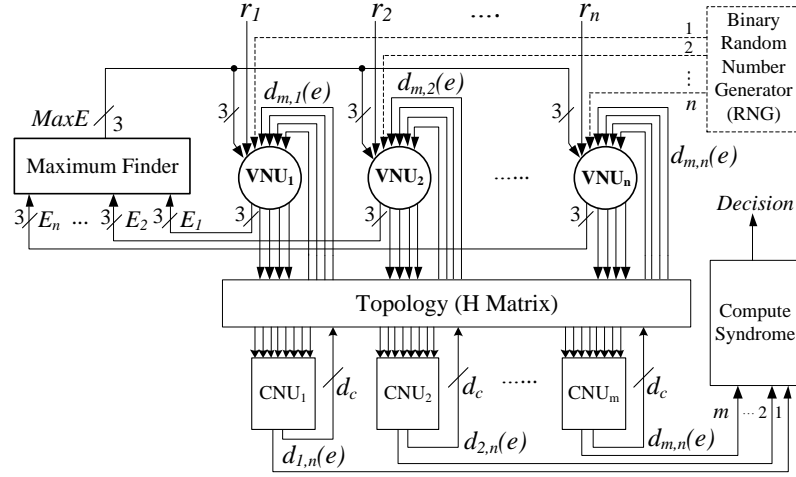 r1 r2 .... rn
1
2
⋮
n
Binary
Random
Number
Generator
(RNG)
dm,1(e) dm,2(e) dm,n(e)
MaxE 3
3 3 3
Maximum Finder
VNU1 VNU2 ...... VNUn
3 En ... 3 E2 3 E1
3 3 3
Decision
Topology (H Matrix)
Compute
Syndrome
CNU1 dc CNU2 dc ...... CNUm dc
m ... 2 1
d1,n(e) d2,n(e) dm,n(e)